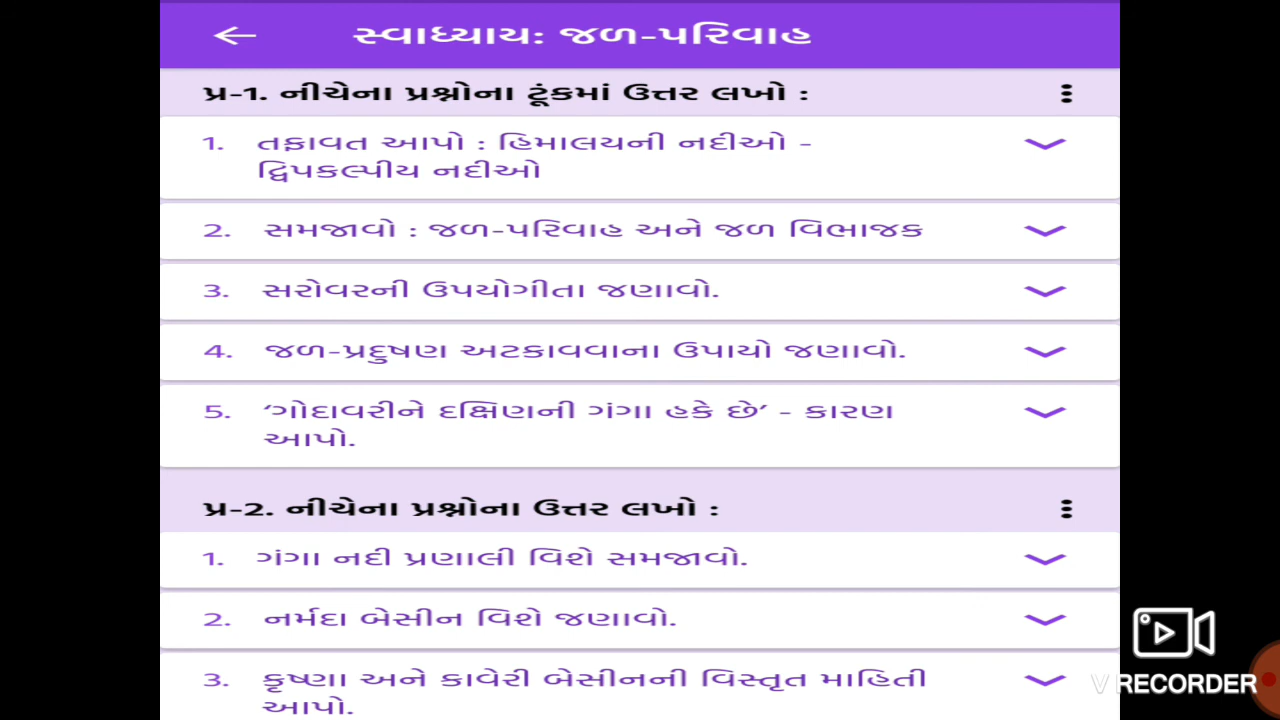 સ્વાધ્યાયઃ જળ-પરિવાહ
પ્ર-1. નીચેના પ્રશ્નોના ટૂંકમાં ઉત્તર લખો :
1. તફાવત આપો : હિમાલયની નદીઓ -
દ્વિપકલ્પીય નદીઓ
2. સમજાવો : જળ-પરિવાહ અને જળ વિભાજક
3. સરોવરની ઉપયોગીતા જણાવો.
4. જળ-પ્રદુષણ અટકાવવાના ઉપાયો જણાવો.
5. ‘ગોદાવરીને દક્ષિણની ગંગા હકે છે’ - કારણ
આપો.
પ્ર-2. નીચેના પ્રશ્નોના ઉત્તર લખો :
1. ગંગા નદી પ્રણાલી વિશે સમજાવો.
2. નર્મદા બેસીન વિશે જણાવો.
3. કૃષ્ણા અને કાવેરી બેસીનની વિસ્તૃત માહિતી
આપો.
V RECORDER